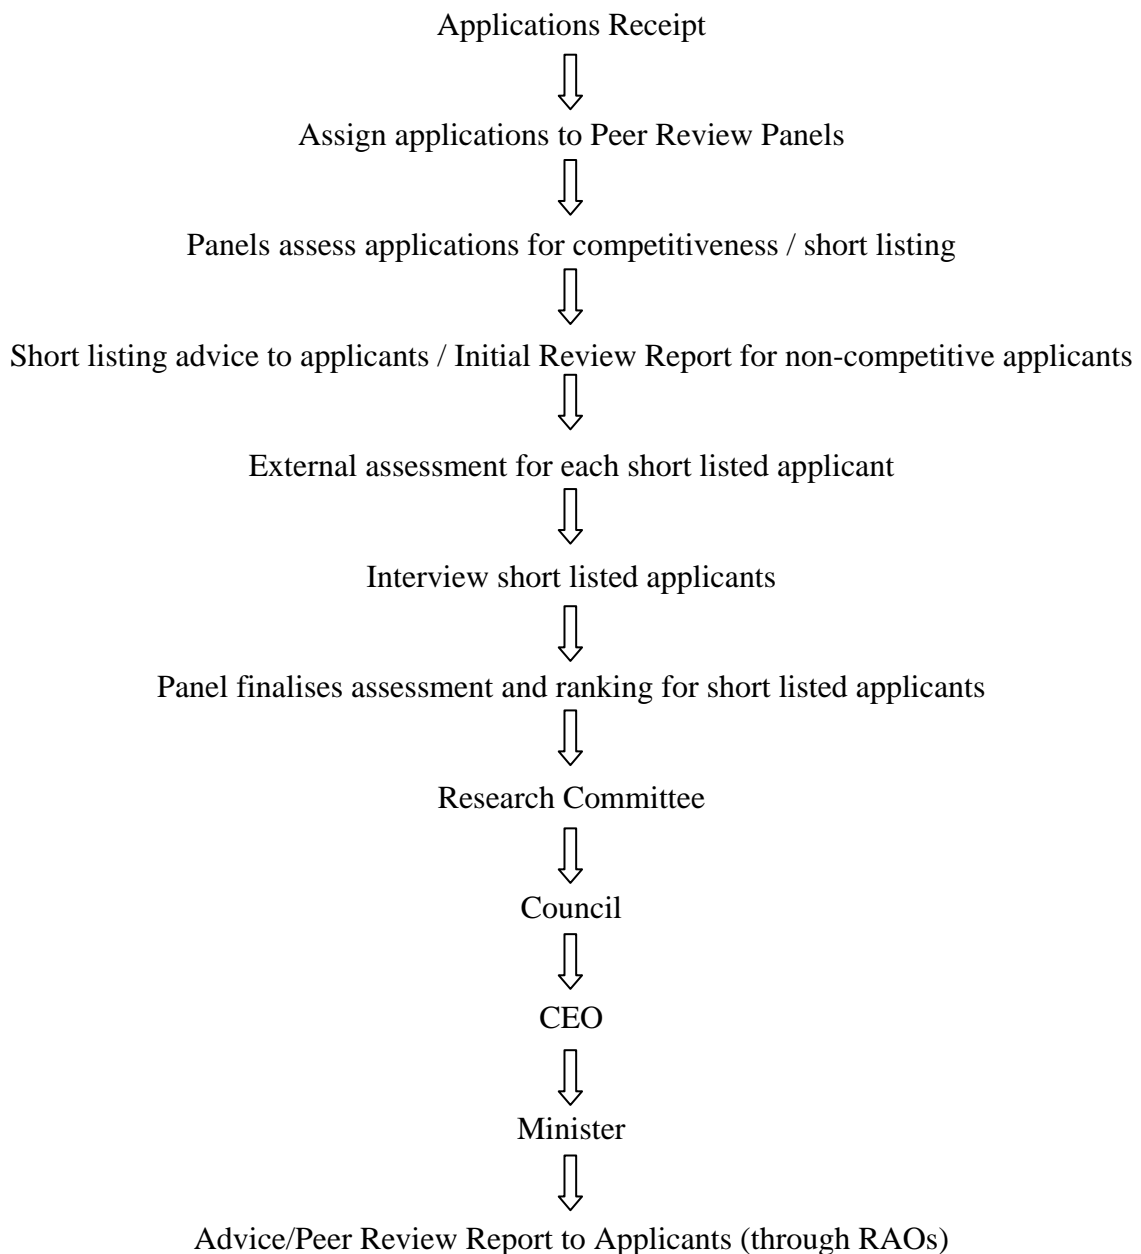 Applications Receipt
Assign applications to Peer Review Panels
Panels assess applications for competitiveness / short listing
Short listing advice to applicants / Initial Review Report for non-competitive applicants
External assessment for each short listed applicant
Interview short listed applicants
Panel finalises assessment and ranking for short listed applicants
Research Committee
Council
CEO
Minister
Advice/Peer Review Report to Applicants (through RAOs)